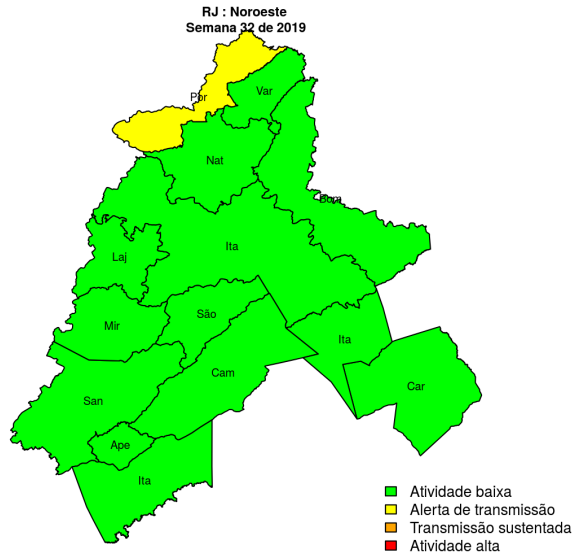 RJ : Noroeste
Semana 32 de 2019
Var
Por
Nat
Bom
Ita
Laj
São
Mir
Ita
Cam
Car
San
Ape
Ita
Atividade baixa
Alerta de transmissão
Transmissão sustentada
Atividade alta